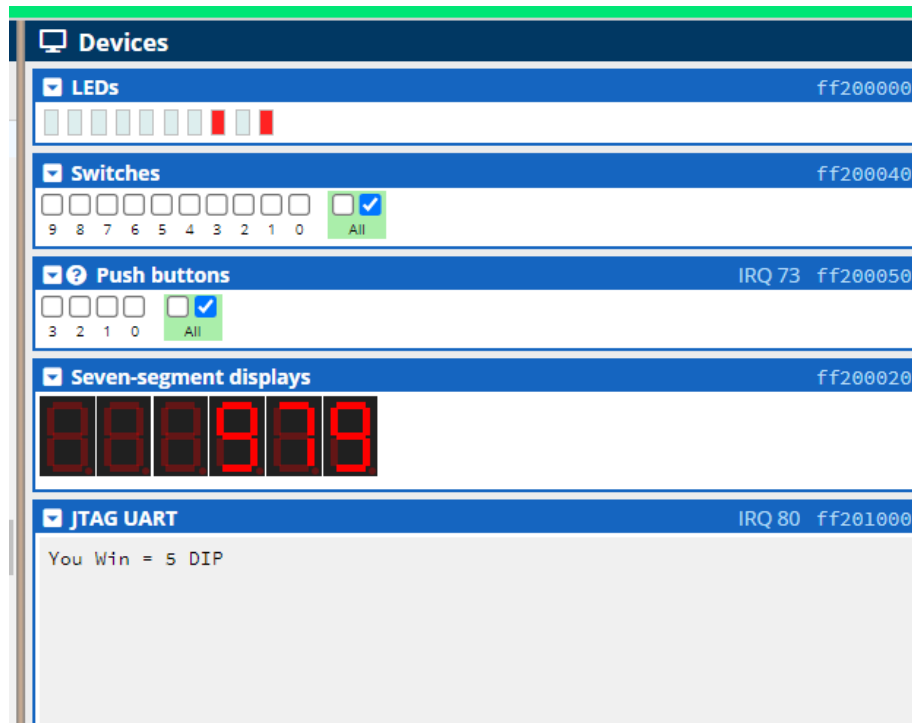 Devices
LEDs ff200000
Switches ff200040
9 8 7 6 5 4 3 2 1 0 All
Push buttons IRQ 73 ff200050
3 2 1 0 All
Seven-segment displays ff200020
979
JTAG UART IRQ 80 ff201000
You Win = 5 DIP